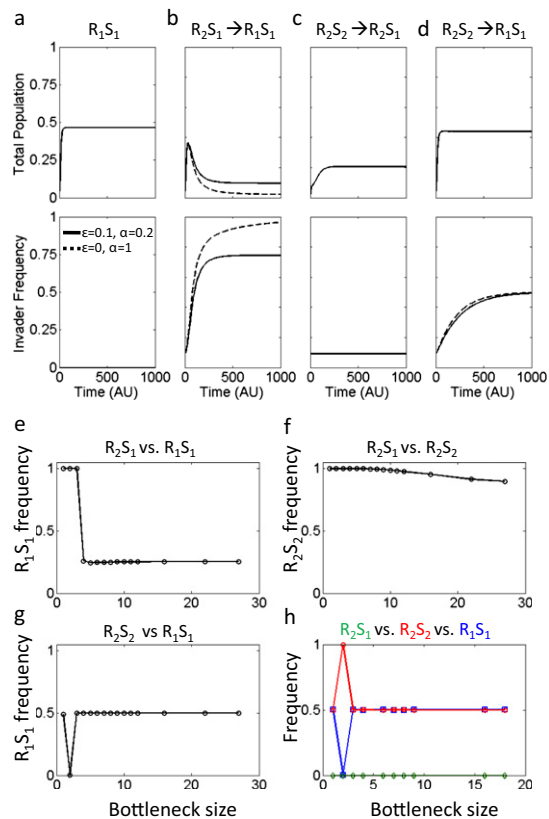 a b c d
R₁S₁ R₂S₁ → R₁S₁ R₂S₂ → R₂S₁ R₂S₂ → R₁S₁
Total Population
1
0.75
0.5
0.25
0
Invader Frequency
1
0.75
0.5
0.25
0
ε=0.1, α=0.2
ε=0, α=1
0 500 1000 0 500 1000 0 500 1000 0 500 1000
Time (AU) Time (AU) Time (AU) Time (AU)
e f
R₂S₁ vs. R₁S₁ R₂S₁ vs. R₂S₂
R₁S₁ frequency
1
0.5
0
0 10 20 30
R₂S₂ frequency
1
0.5
0
0 10 20 30
g h
R₂S₂ vs R₁S₁ R₂S₁ vs. R₂S₂ vs. R₁S₁
R₁S₁ frequency
1
0.5
0
0 10 20 30
Bottleneck size
Frequency
1
0.5
0
0 5 10 15 20
Bottleneck size